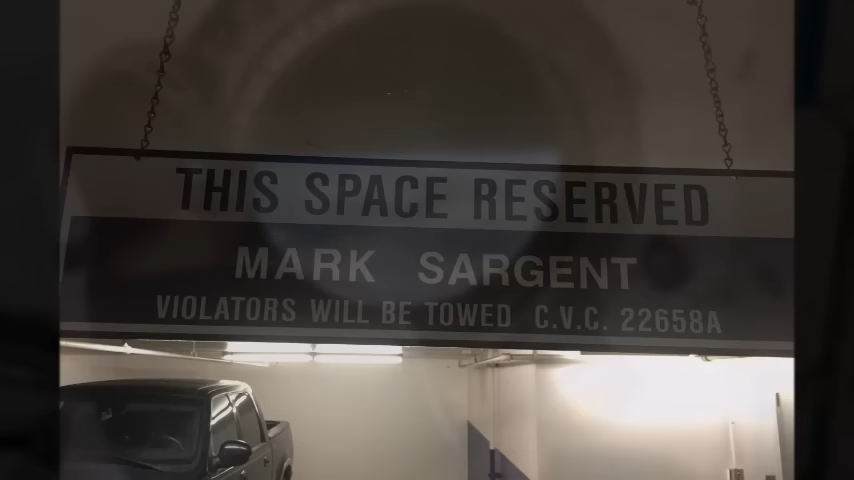 THIS SPACE RESERVED
MARK SARGENT
VIOLATORS WILL BE TOWED C.V.C. 22658A